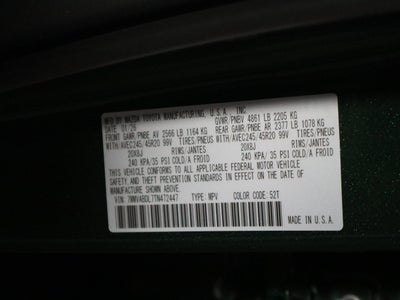 MFD BY MAZDA TOYOTA MANUFACTURING, U.S.A., INC.
DATE: 01/26 GVWR/PNBV 4861 LB 2205 KG
FRONT GAWR/PNBE AV 2566 LB 1164 KG REAR GAWR/PNBE AR 2377 LB 1078 KG
WITH/AVEC245/45R20 99V TIRES/PNEUS WITH/AVEC245/45R20 99V TIRES/PNEUS
20X8J RIMS/JANTES 20X8J RIMS/JANTES
240 KPA/35 PSI COLD/A FROID 240 KPA/ 35 PSI COLD/A FROID
THIS VEHICLE CONFORMS TO ALL APPLICABLE FEDERAL MOTOR VEHICLE
SAFETY AND THEFT PREVENTION STANDARDS IN EFFECT ON THE DATE OF
MANUFACTURE SHOWN ABOVE.
VIN: 7MMVABDL7TN472447 TYPE: MPV COLOR CODE: 52T
MADE IN U.S.A.